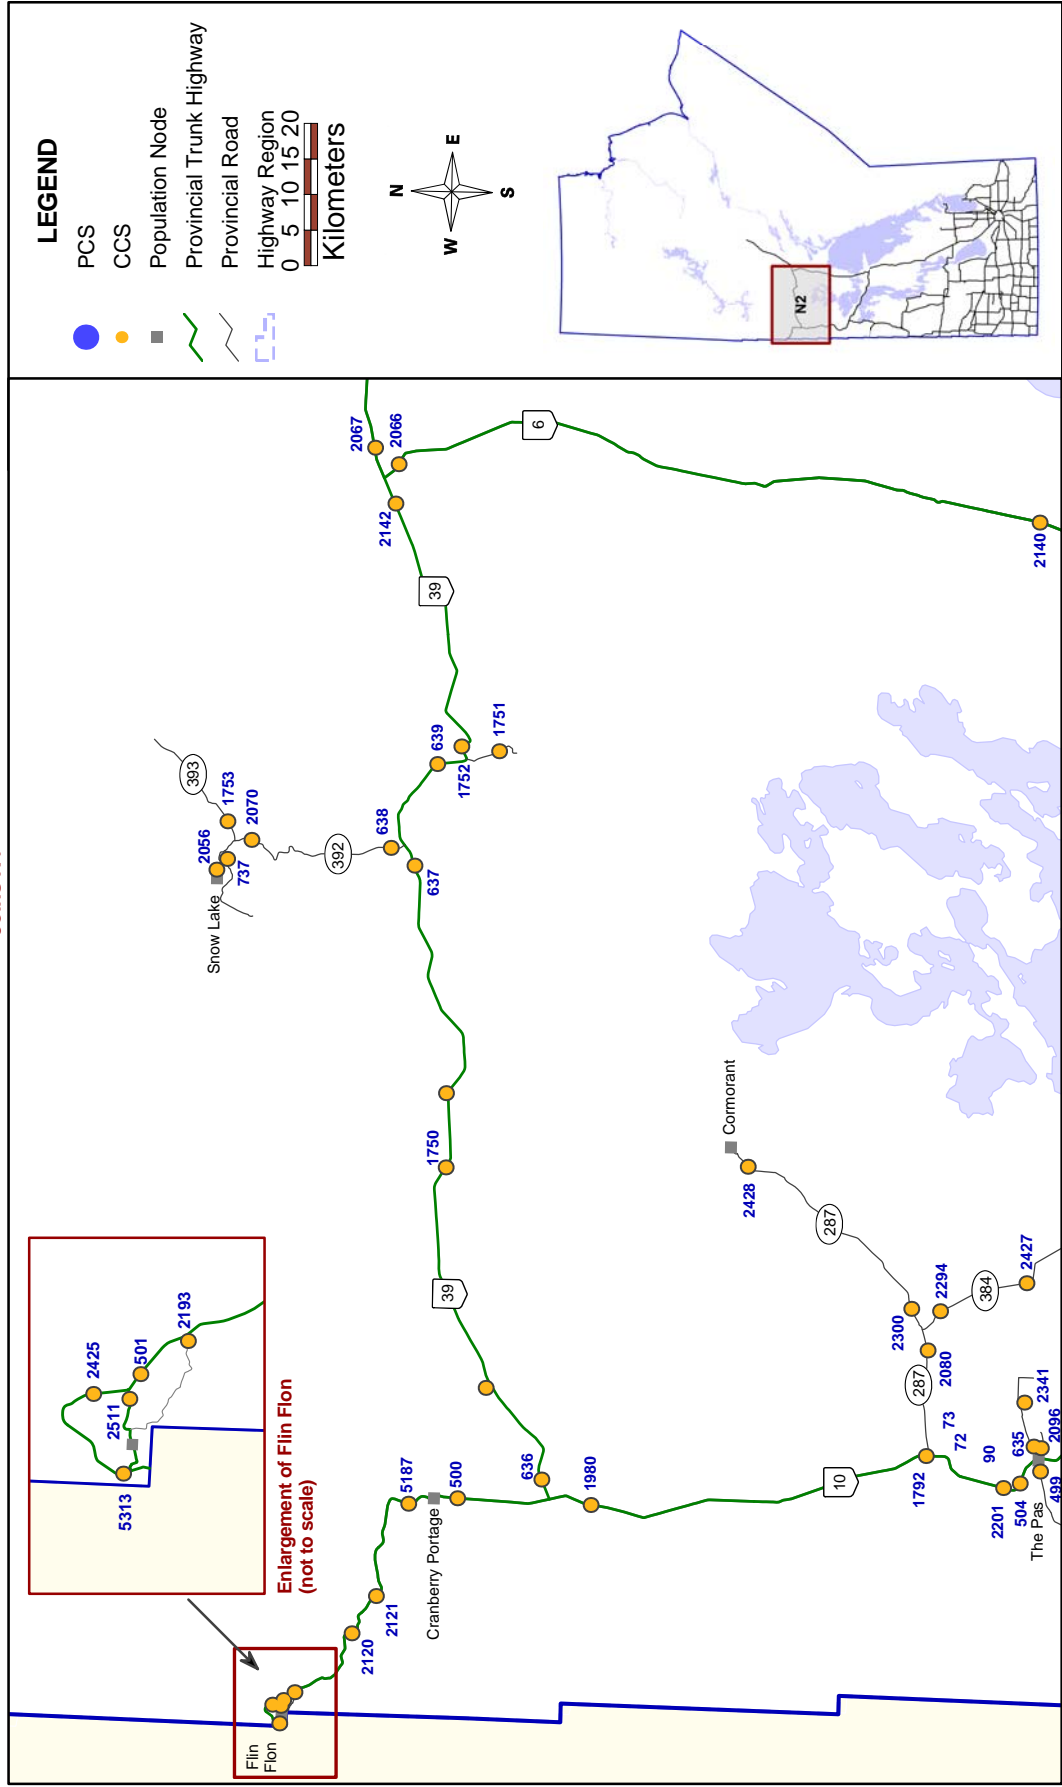 LEGEND
PCS
CCS
Population Node
Provincial Trunk Highway
Provincial Road
Highway Region
0 5 10 15 20
Kilometers
N
W
E
S
N2
5313
2511
2425
501
2193
Enlargement of Flin Flon
(not to scale)
Flin
Flon
2120
2121
5187
Cranberry Portage
500
636
1980
39
1750
Snow Lake
2056
737
1753
2070
393
392
638
637
639
1752
1751
39
2142
2067
2066
6
2140
10
Cormorant
2428
287
2300
2294
384
2427
287
2080
1792
73
72
90
2201
504
The Pas
635
2341
2096
499